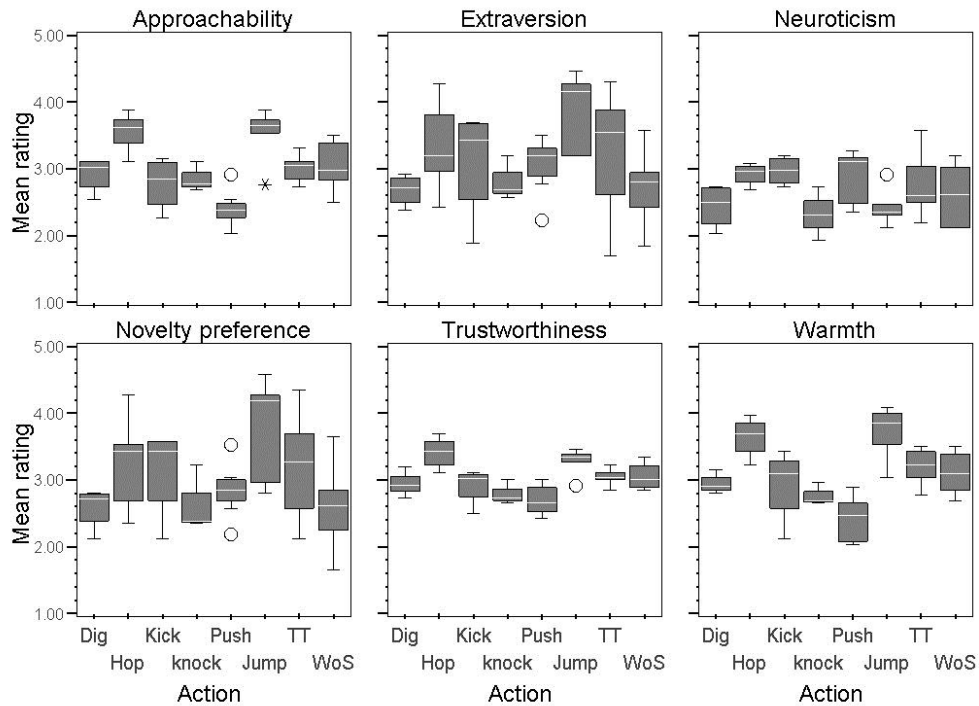 Approachability Extraversion Neuroticism
5.00
4.00
3.00
2.00
1.00
Mean rating
Novelty preference Trustworthiness Warmth
5.00
4.00
3.00
2.00
1.00
Mean rating
Dig Kick Push TT Dig Kick Push TT Dig Kick Push TT
Hop knock Jump WoS Hop knock Jump WoS Hop knock Jump WoS
Action Action Action